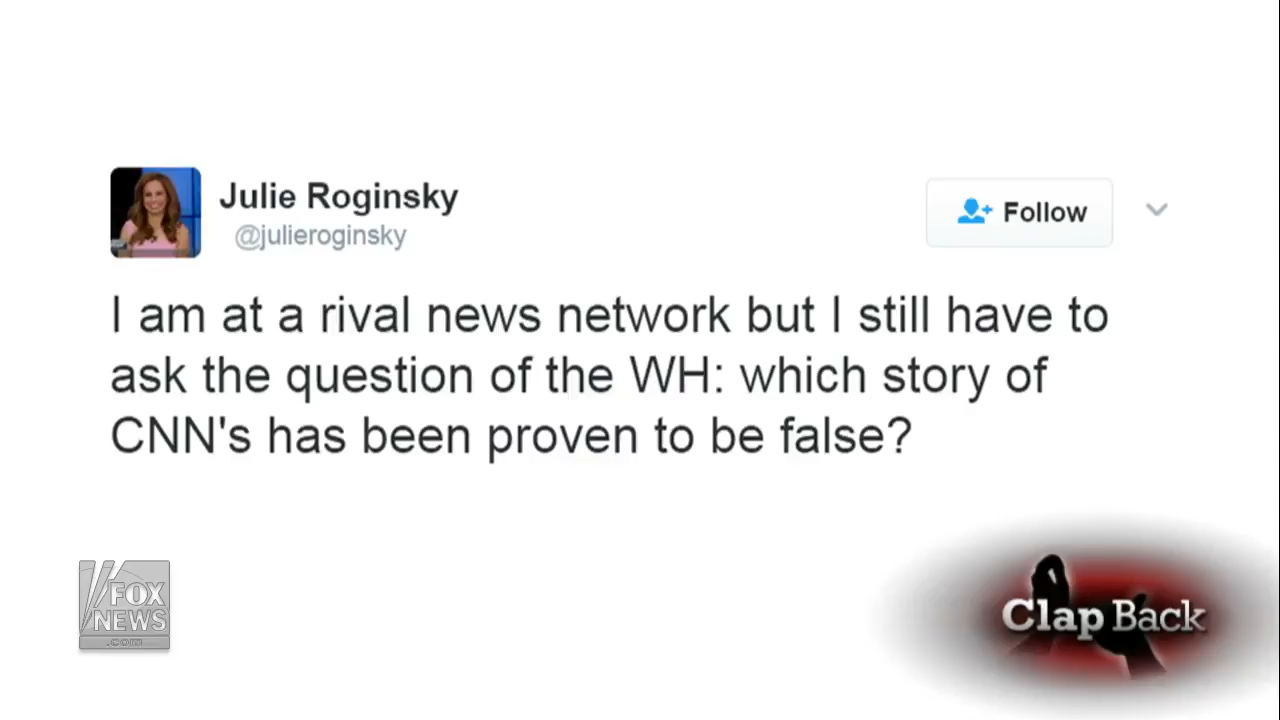 Julie Roginsky
@julieroginsky
Follow
I am at a rival news network but I still have to
ask the question of the WH: which story of
CNN's has been proven to be false?
FOX
NEWS
.com
Clap Back